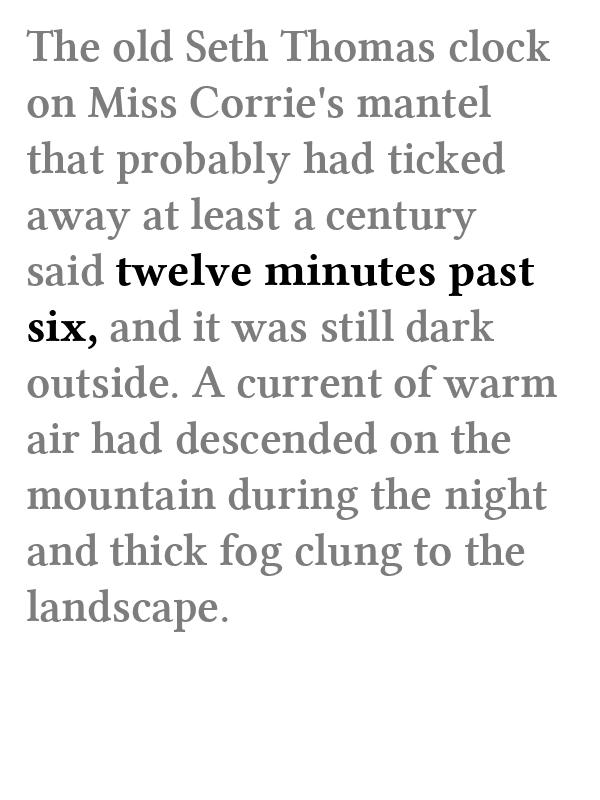 The old Seth Thomas clock
on Miss Corrie's mantel
that probably had ticked
away at least a century
said twelve minutes past
six, and it was still dark
outside. A current of warm
air had descended on the
mountain during the night
and thick fog clung to the
landscape.